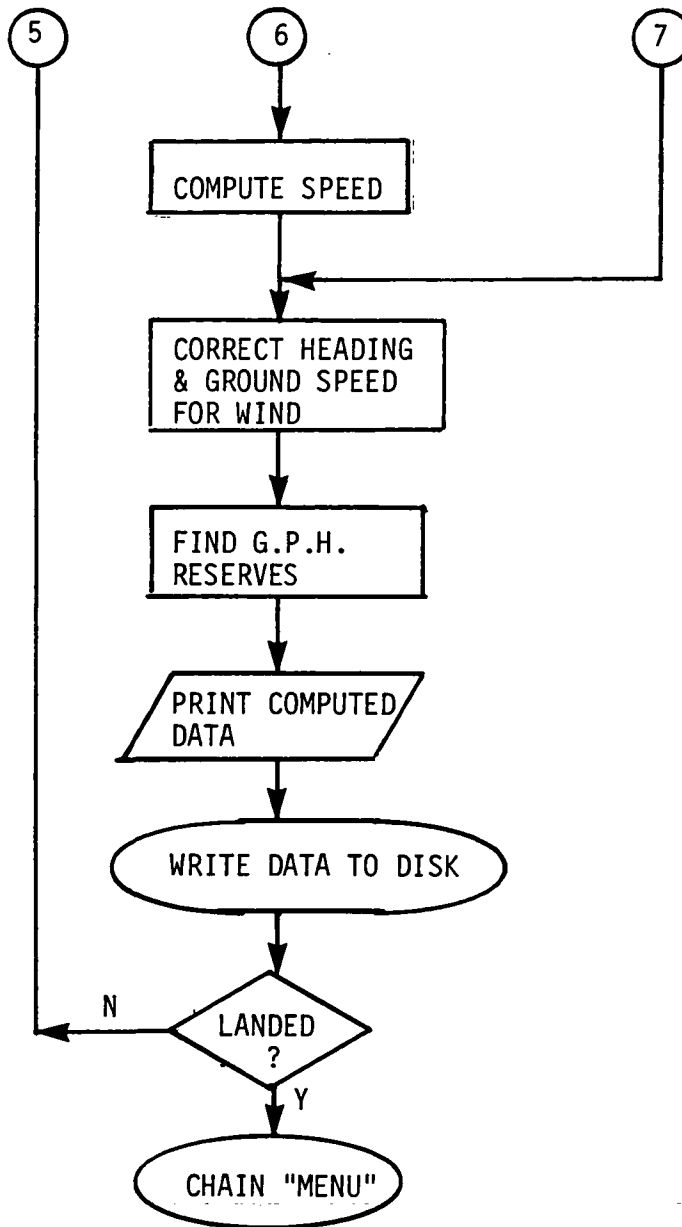 5
6
7
COMPUTE SPEED
CORRECT HEADING
& GROUND SPEED
FOR WIND
FIND G.P.H.
RESERVES
PRINT COMPUTED
DATA
WRITE DATA TO DISK
N
LANDED
?
Y
CHAIN "MENU"